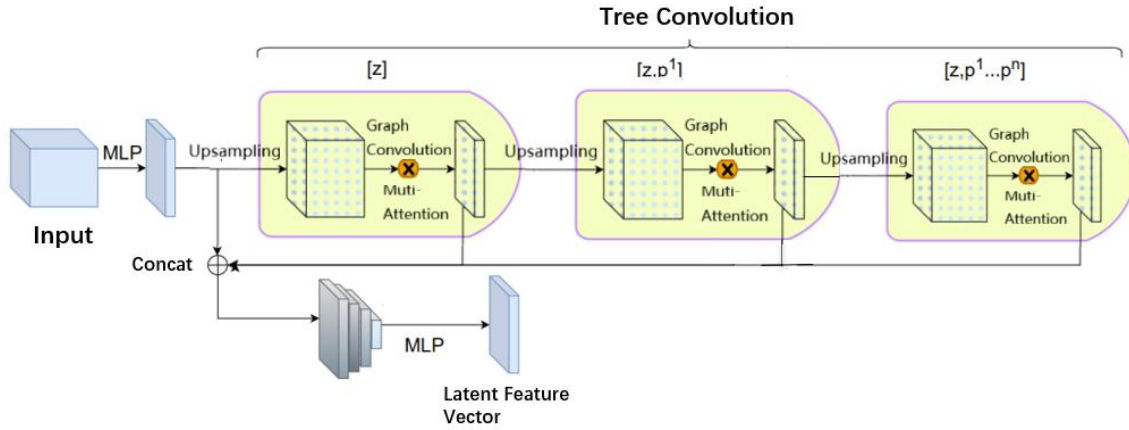 Tree Convolution
[z]
[z,p¹]
[z,p¹...pⁿ]
Input
MLP
Upsampling
Graph
Convolution
Muti-
Attention
Upsampling
Graph
Convolution
Muti-
Attention
Upsampling
Graph
Convolution
Muti-
Attention
Concat
MLP
Latent Feature
Vector